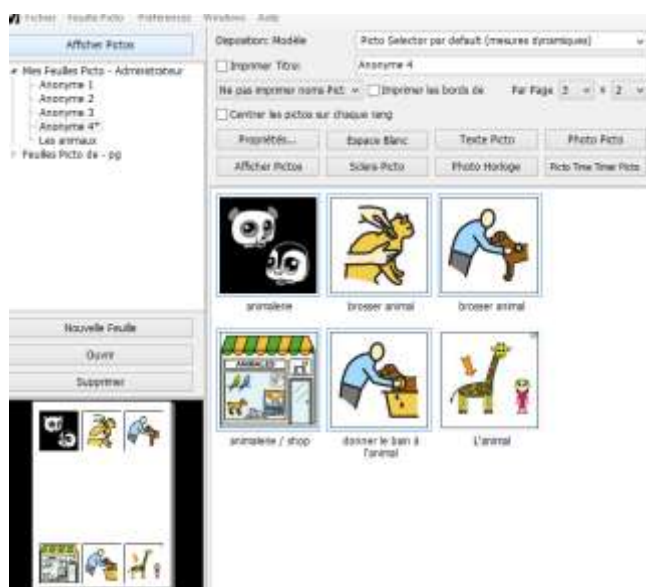 Fichier Feuille Picto Préférences Windows Aide
Afficher Pictos
Mes Feuilles Picto - Administrateur
Anonyme 1
Anonyme 2
Anonyme 3
Anonyme 4*
Les animaux
Feuilles Picto de - pg
Nouvelle Feuille
Ouvrir
Supprimer
Disposition: Modèle
Picto Selector par default (mesures dynamiques)
Imprimer Titre:
Anonyme 4
Ne pas imprimer noms Pict
Imprimer les bords de
Par Page 3 x 2
Centrer les pictos sur chaque rang
Propriétés... Espace Blanc Texte Picto Photo Picto
Afficher Pictos Sclera Picto Photo Horloge Picto Time Timer Picto
animalerie brosser animal brosser animal
ANIMALES
animalerie / shop donner le bain à l'animal L'animal